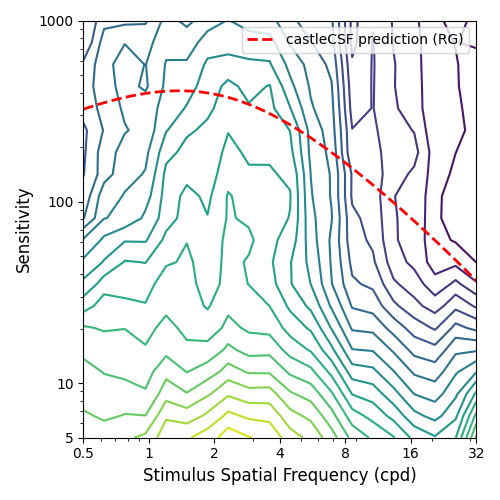 1000
castleCSF prediction (RG)
100
10
5
Sensitivity
0.5 1 2 4 8 16 32
Stimulus Spatial Frequency (cpd)